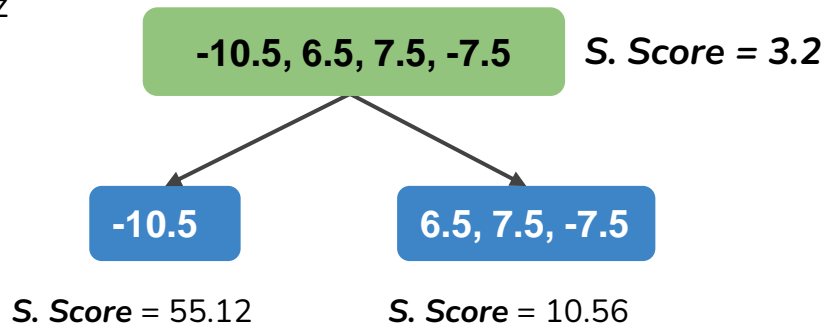 -10.5, 6.5, 7.5, -7.5 S. Score = 3.2
-10.5 6.5, 7.5, -7.5
S. Score = 55.12 S. Score = 10.56